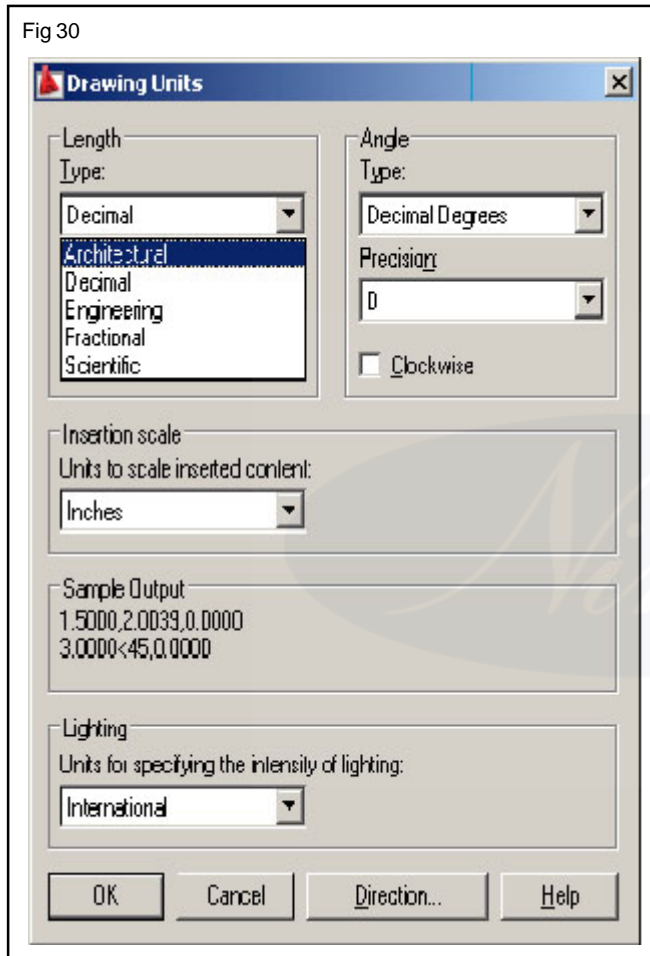 Fig 30
Drawing Units
Length
Type:
Decimal
Architectural
Decimal
Engineering
Fractional
Scientific
Angle
Type:
Decimal Degrees
Precision:
0
Clockwise
Insertion scale
Units to scale inserted content:
Inches
Sample Output
1.5000,2.0039,0.0000
3.0000<45,0.0000
Lighting
Units for specifying the intensity of lighting:
International
OK Cancel Direction... Help